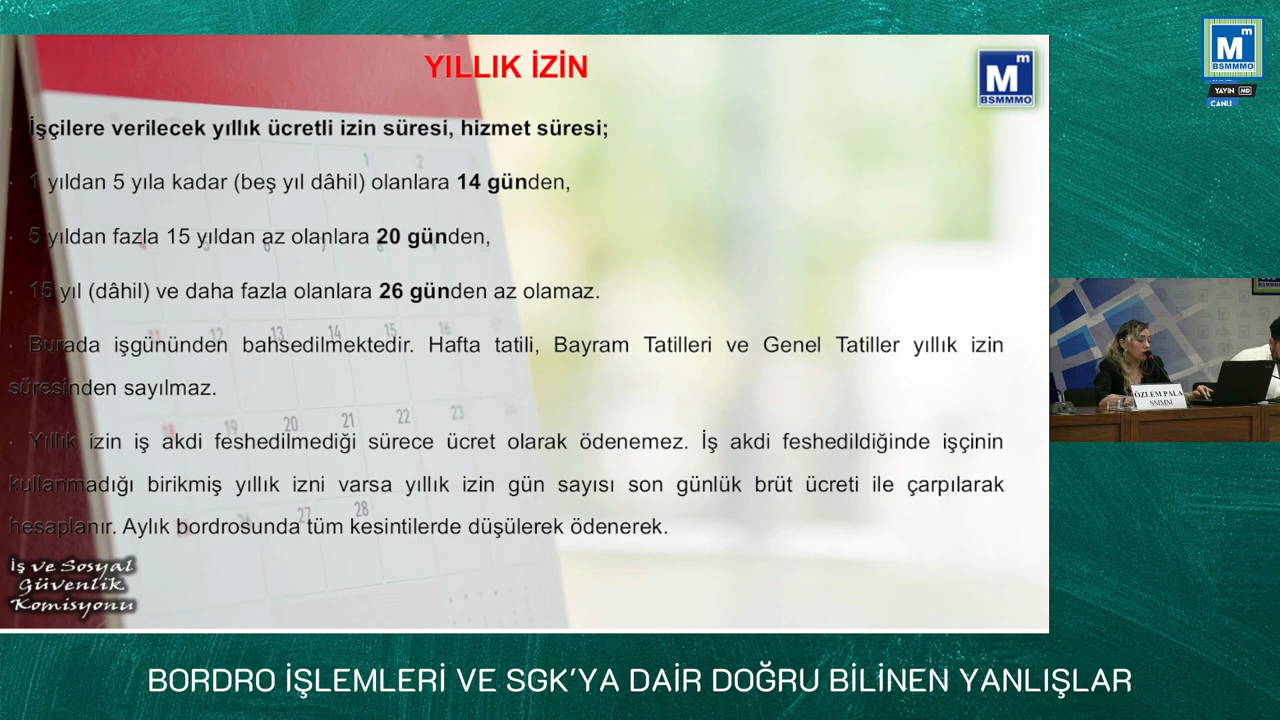 YILLIK İZİN
M m
BSMMMO
· İşçilere verilecek yıllık ücretli izin süresi, hizmet süresi;
· 1 yıldan 5 yıla kadar (beş yıl dâhil) olanlara 14 günden,
· 5 yıldan fazla 15 yıldan az olanlara 20 günden,
· 15 yıl (dâhil) ve daha fazla olanlara 26 günden az olamaz.
· Burada işgününden bahsedilmektedir. Hafta tatili, Bayram Tatilleri ve Genel Tatiller yıllık izin
süresinden sayılmaz.
· Yıllık izin iş akdi feshedilmediği sürece ücret olarak ödenemez. İş akdi feshedildiğinde işçinin
kullanmadığı birikmiş yıllık izni varsa yıllık izin gün sayısı son günlük brüt ücreti ile çarpılarak
hesaplanır. Aylık bordrosunda tüm kesintilerde düşülerek ödenerek.
İş ve Sosyal
Güvenlik
Komisyonu
M m
BSMMMO
YAYIN HD
CANLI
BSMMMO
ÖZLEM PALA
SMMM
BORDRO İŞLEMLERİ VE SGK'YA DAİR DOĞRU BİLİNEN YANLIŞLAR